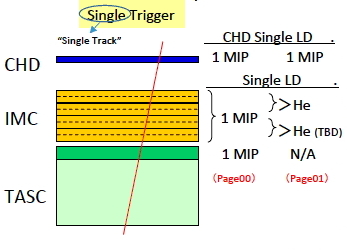 Single Trigger
"Single Track"
CHD Single LD .
CHD 1 MIP 1 MIP
Single LD .
IMC 1 MIP >He
>He (TBD)
1 MIP N/A
TASC (Page00) (Page01)